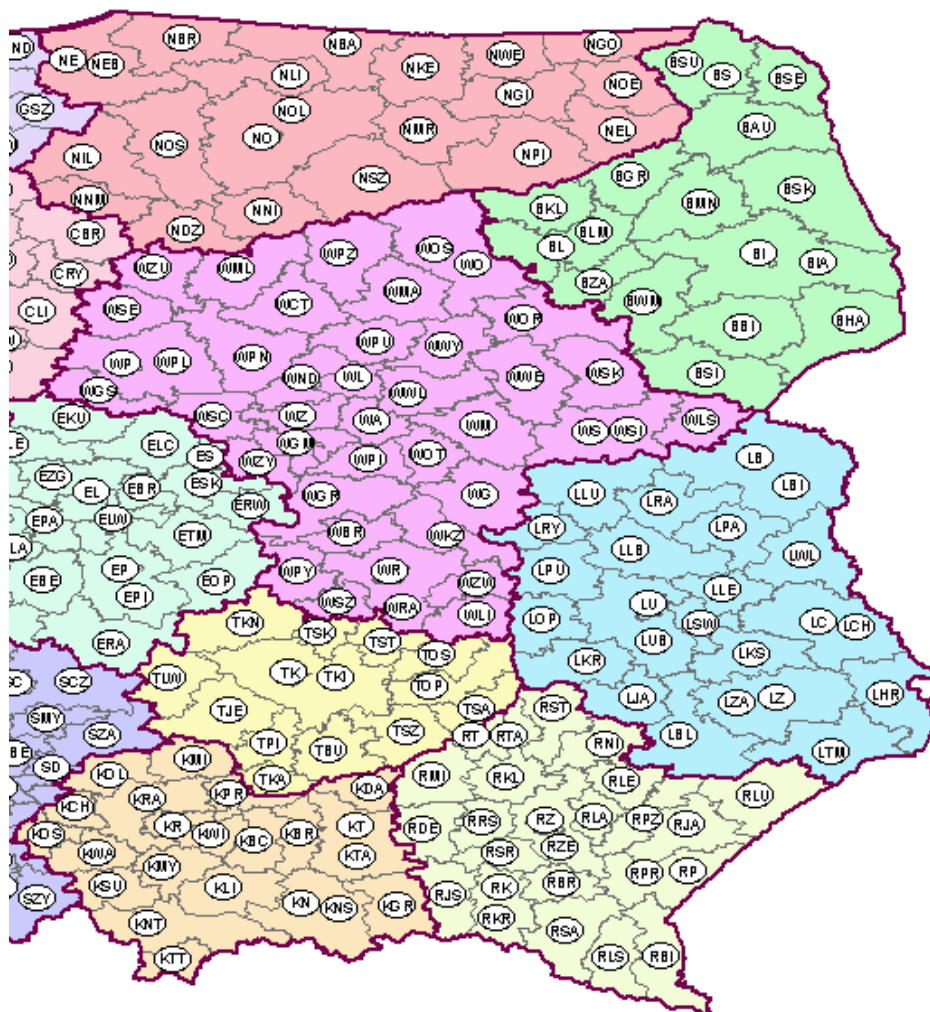 ND
NE
NEB
NBR
NBA
NLI
NKE
NWE
NGO
NGI
NOE
GSZ
NOL
NO
NMR
NEL
NIL
NOS
NPI
NNM
NSZ
NNI
NDZ
BSU
BS
BSE
BAU
BGR
BSK
BKL
BMN
BL
BLM
BI
BIA
BZA
BWM
BBI
BHA
BSI
CBR
CRY
CLI
WZU
WML
WPZ
WOS
WO
WSE
WCT
WMA
WOR
WP
WPL
WPN
WPU
WWY
WGS
WND
WL
WWE
WSK
WWL
WSC
WZ
WA
WM
WS
WSI
WLS
WGM
WZY
WPI
WOT
WGR
WG
WBR
WKZ
WPY
WR
WZW
WSZ
WRA
WLI
EKU
ELC
ES
EZG
EL
EBR
ESK
ERW
EPA
EUW
ETM
EBE
EP
EPI
EOP
ERA
LB
LBI
LLU
LRA
LRY
LPA
LLB
UWL
LPU
LLE
LU
LOP
LSW
LC
LCH
LUB
LKS
LKR
LJA
LZA
LZ
LHR
LBL
LTM
TKN
TSK
TST
TOS
TLW
TK
TKI
TOP
TJE
TSA
TSZ
TPI
TBU
TKA
SC
SCZ
SMY
SZA
BE
SD
SZY
KMI
KDL
KPR
KDA
KCH
KRA
KOS
KR
KWI
KBC
KBR
KT
KWA
KMY
KTA
KSU
KLI
KN
KNS
KGR
KNT
KTT
RST
RT
RTA
RNI
RMI
RKL
RLE
RLU
RDE
RRS
RZ
RLA
RPZ
RJA
RSR
RZE
RJS
RK
RBR
RPR
RP
RKR
RSA
RLS
RBI